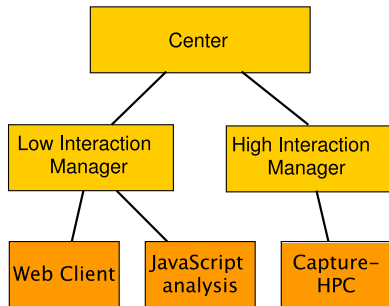 Center
Low Interaction
Manager
High Interaction
Manager
Web Client
JavaScript
analysis
Capture-
HPC